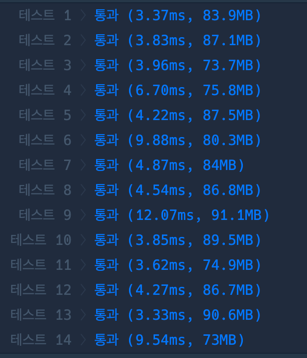 테스트 1 〉 통과 (3.37ms, 83.9MB)
테스트 2 〉 통과 (3.83ms, 87.1MB)
테스트 3 〉 통과 (3.96ms, 73.7MB)
테스트 4 〉 통과 (6.70ms, 75.8MB)
테스트 5 〉 통과 (4.22ms, 87.5MB)
테스트 6 〉 통과 (9.88ms, 80.3MB)
테스트 7 〉 통과 (4.87ms, 84MB)
테스트 8 〉 통과 (4.54ms, 86.8MB)
테스트 9 〉 통과 (12.07ms, 91.1MB)
테스트 10 〉 통과 (3.85ms, 89.5MB)
테스트 11 〉 통과 (3.62ms, 74.9MB)
테스트 12 〉 통과 (4.27ms, 86.7MB)
테스트 13 〉 통과 (3.33ms, 90.6MB)
테스트 14 〉 통과 (9.54ms, 73MB)